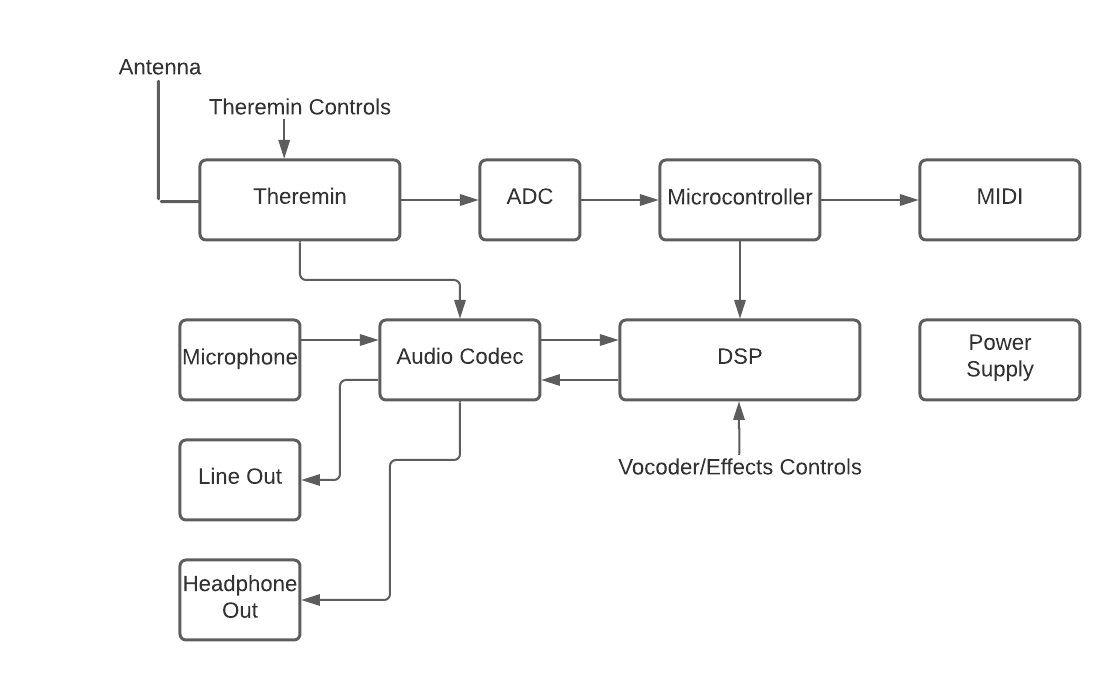 Antenna
Theremin Controls
Theremin
ADC
Microcontroller
MIDI
Microphone
Audio Codec
DSP
Power
Supply
Line Out
Vocoder/Effects Controls
Headphone
Out